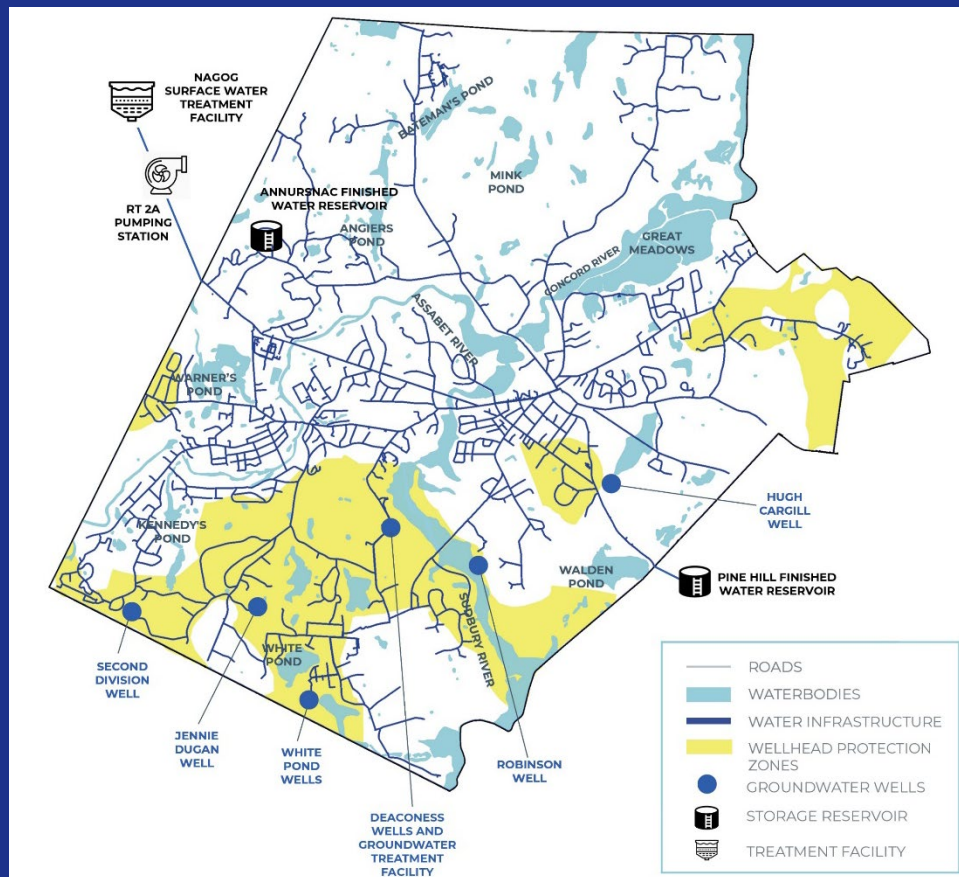 NAGOG
SURFACE WATER
TREATMENT
FACILITY
RT 2A
PUMPING
STATION
ANNURSNAC FINISHED
WATER RESERVOIR
BATEMAN'S POND
MINK
POND
ANGIERS
POND
GREAT
MEADOWS
CONCORD RIVER
ASSABET RIVER
WARNER'S
POND
KENNEDY'S
POND
HUGH
CARGILL
WELL
WALDEN
POND
PINE HILL FINISHED
WATER RESERVOIR
SUDBURY RIVER
WHITE
POND
SECOND
DIVISION
WELL
JENNIE
DUGAN
WELL
WHITE
POND
WELLS
ROBINSON
WELL
DEACONESS
WELLS AND
GROUNDWATER
TREATMENT
FACILITY
ROADS
WATERBODIES
WATER INFRASTRUCTURE
WELLHEAD PROTECTION
ZONES
GROUNDWATER WELLS
STORAGE RESERVOIR
TREATMENT FACILITY